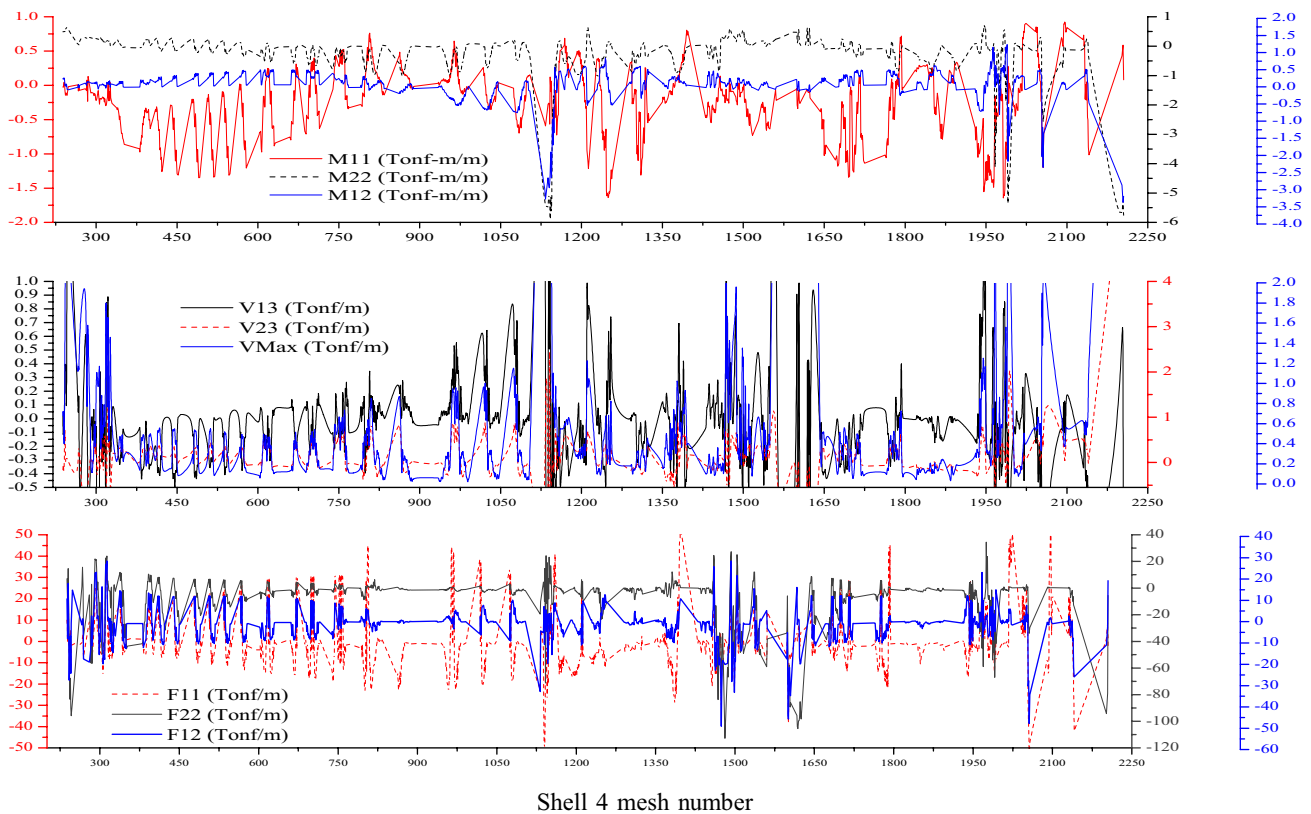 1.0 0.5 0.0 -0.5 -1.0 -1.5 -2.0
1 0 -1 -2 -3 -4 -5 -6
2.0 1.5 1.0 0.5 0.0 -0.5 -1.0 -1.5 -2.0 -2.5 -3.0 -3.5 -4.0
M11 (Tonf-m/m)
M22 (Tonf-m/m)
M12 (Tonf-m/m)
300 450 600 750 900 1050 1200 1350 1500 1650 1800 1950 2100 2250
1.0 0.9 0.8 0.7 0.6 0.5 0.4 0.3 0.2 0.1 0.0 -0.1 -0.2 -0.3 -0.4 -0.5
4 3 2 1 0
2.0 1.8 1.6 1.4 1.2 1.0 0.8 0.6 0.4 0.2 0.0
V13 (Tonf/m)
V23 (Tonf/m)
VMax (Tonf/m)
300 450 600 750 900 1050 1200 1350 1500 1650 1800 1950 2100 2250
50 40 30 20 10 0 -10 -20 -30 -40 -50
40 20 0 -20 -40 -60 -80 -100 -120
40 30 20 10 0 -10 -20 -30 -40 -50 -60
F11 (Tonf/m)
F22 (Tonf/m)
F12 (Tonf/m)
300 450 600 750 900 1050 1200 1350 1500 1650 1800 1950 2100 2250
Shell 4 mesh number